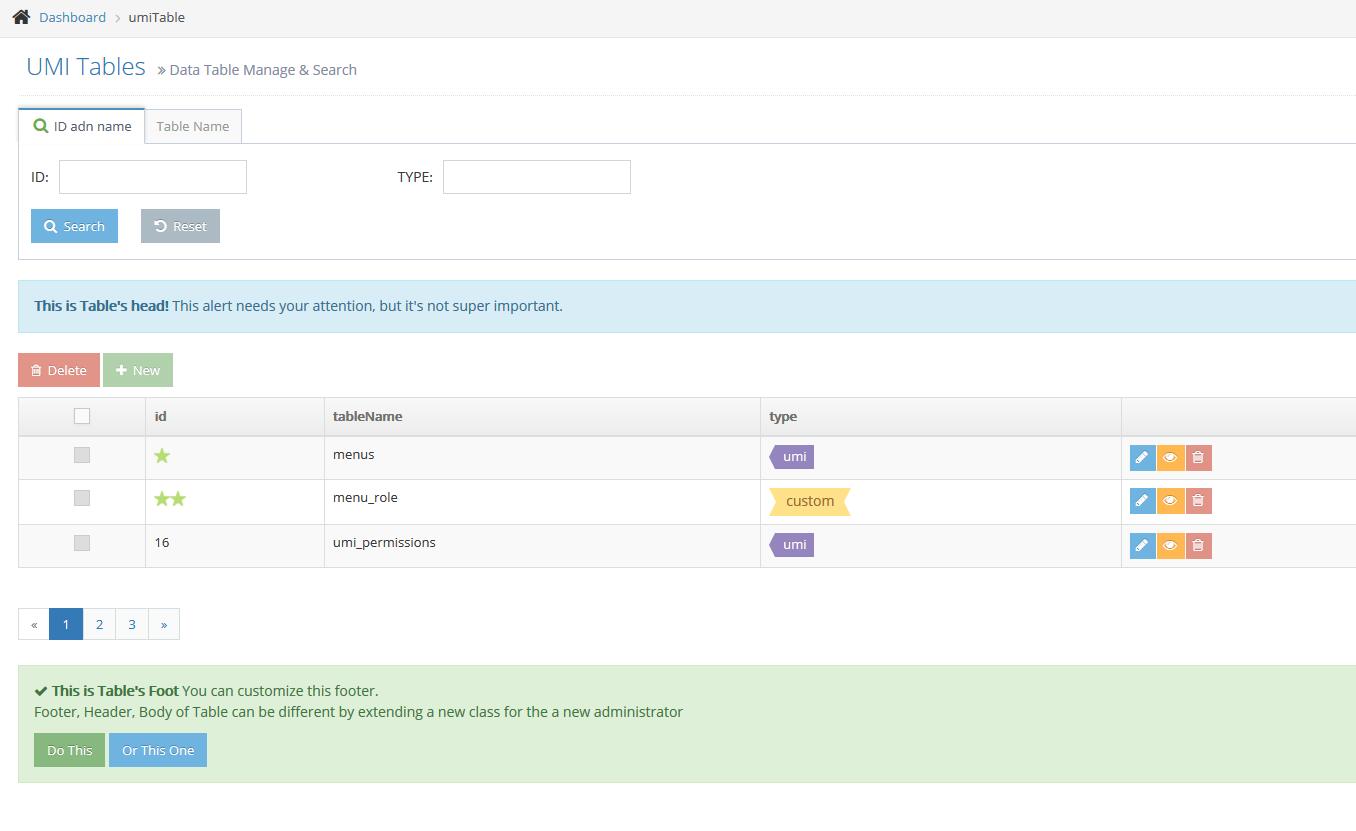 Dashboard > umiTable
UMI Tables » Data Table Manage & Search
ID adn name Table Name
ID: TYPE:
Search Reset
This is Table's head! This alert needs your attention, but it's not super important.
Delete New
id tableName type
menus umi
menu_role custom
16 umi_permissions umi
« 1 2 3 »
This is Table's Foot You can customize this footer.
Footer, Header, Body of Table can be different by extending a new class for the a new administrator
Do This Or This One